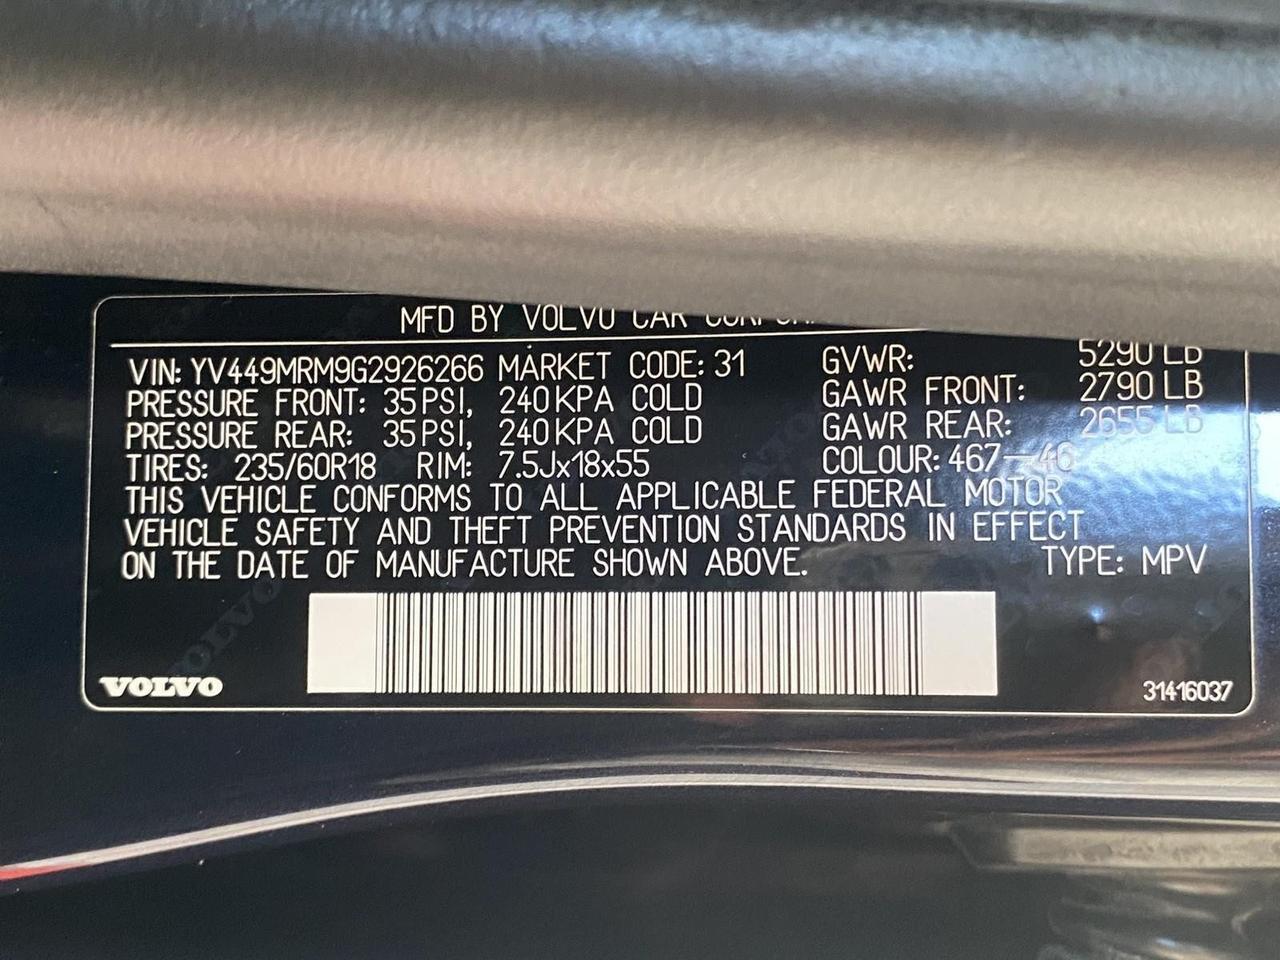 MFD BY VOLVO CAR CORPORA
VIN: YV449MRM9G2926266 MARKET CODE: 31 GVWR: 5290 LB
PRESSURE FRONT: 35 PSI, 240 KPA COLD GAWR FRONT: 2790 LB
PRESSURE REAR: 35 PSI, 240 KPA COLD GAWR REAR: 2655 LB
TIRES: 235/60R18 RIM: 7.5Jx18x55 COLOUR: 467-46
THIS VEHICLE CONFORMS TO ALL APPLICABLE FEDERAL MOTOR
VEHICLE SAFETY AND THEFT PREVENTION STANDARDS IN EFFECT
ON THE DATE OF MANUFACTURE SHOWN ABOVE. TYPE: MPV
VOLVO 31416037